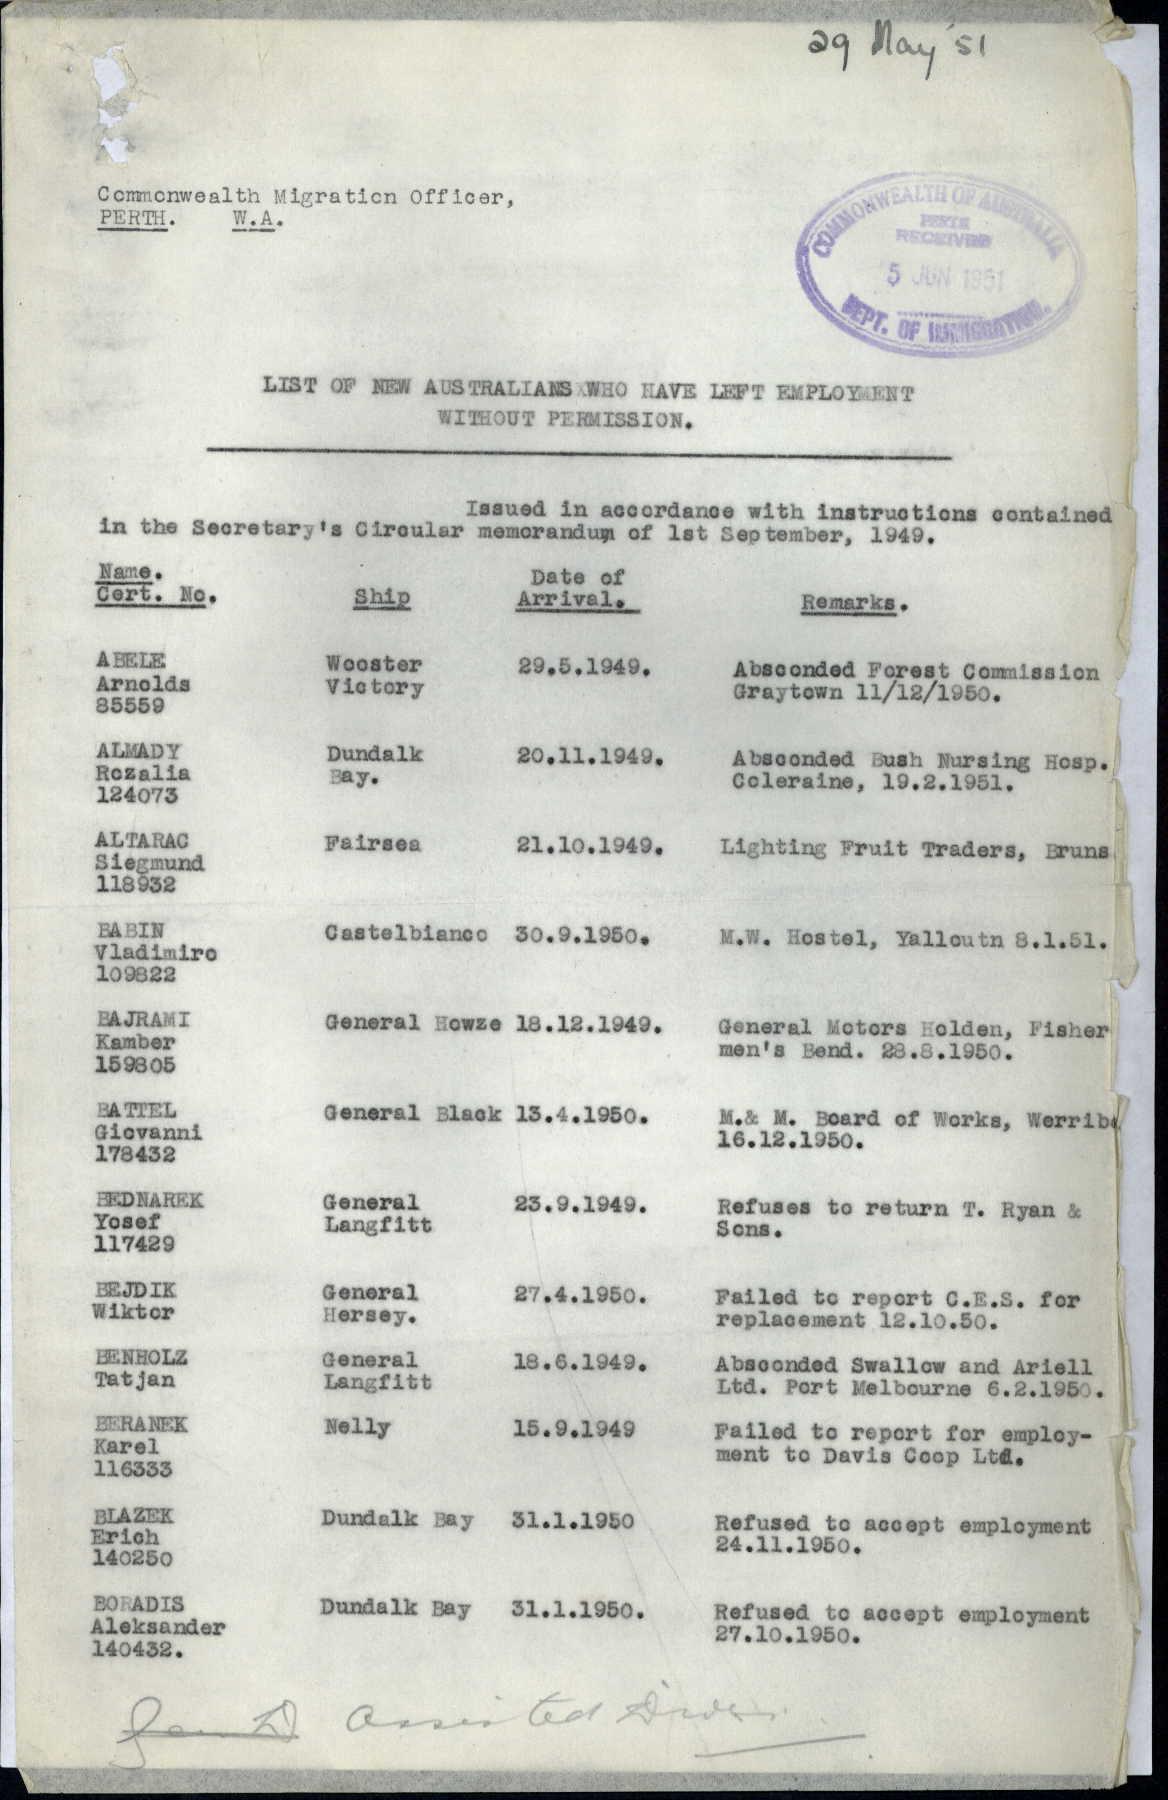 29 May '51
Commonwealth Migration Officer,
PERTH. W.A.
COMMONWEALTH OF AUSTRALIA
PERTH
RECEIVED
5 JUN 1951
DEPT. OF IMMIGRATION.
LIST OF NEW AUSTRALIANS WHO HAVE LEFT EMPLOYMENT
WITHOUT PERMISSION.
Issued in accordance with instructions contained
in the Secretary's Circular memorandum of 1st September, 1949.
Name.
Cert. No. Ship Date of
Arrival. Remarks.
ABELE Wooster 29.5.1949. Absconded Forest Commission
Arnolds Victory Graytown 11/12/1950.
85559
ALMADY Dundalk 20.11.1949. Absconded Bush Nursing Hosp.
Rozalia Bay. Coleraine, 19.2.1951.
124073
ALTARAC Fairsea 21.10.1949. Lighting Fruit Traders, Bruns
Siegmund
118932
BABIN Castelbianco 30.9.1950. M.W. Hostel, Yalloutn 8.1.51.
Vladimiro
109822
BAJRAMI General Howze 18.12.1949. General Motors Holden, Fisher
Kamber men's Bend. 28.8.1950.
159805
BATTEL General Black 13.4.1950. M.& M. Board of Works, Werribe
Giovanni 16.12.1950.
178432
BEDNAREK General 23.9.1949. Refuses to return T. Ryan &
Yosef Langfitt Sons.
117429
BEJDIK General 27.4.1950. Failed to report C.E.S. for
Wiktor Hersey. replacement 12.10.50.
BENHOLZ General 18.6.1949. Absconded Swallow and Ariell
Tatjan Langfitt Ltd. Port Melbourne 6.2.1950.
BERANEK Nelly 15.9.1949 Failed to report for employ-
Karel ment to Davis Coop Ltd.
116333
BLAZEK Dundalk Bay 31.1.1950 Refused to accept employment
Erich 24.11.1950.
140250
BORADIS Dundalk Bay 31.1.1950. Refused to accept employment
Aleksander 27.10.1950.
140432.
Assisted